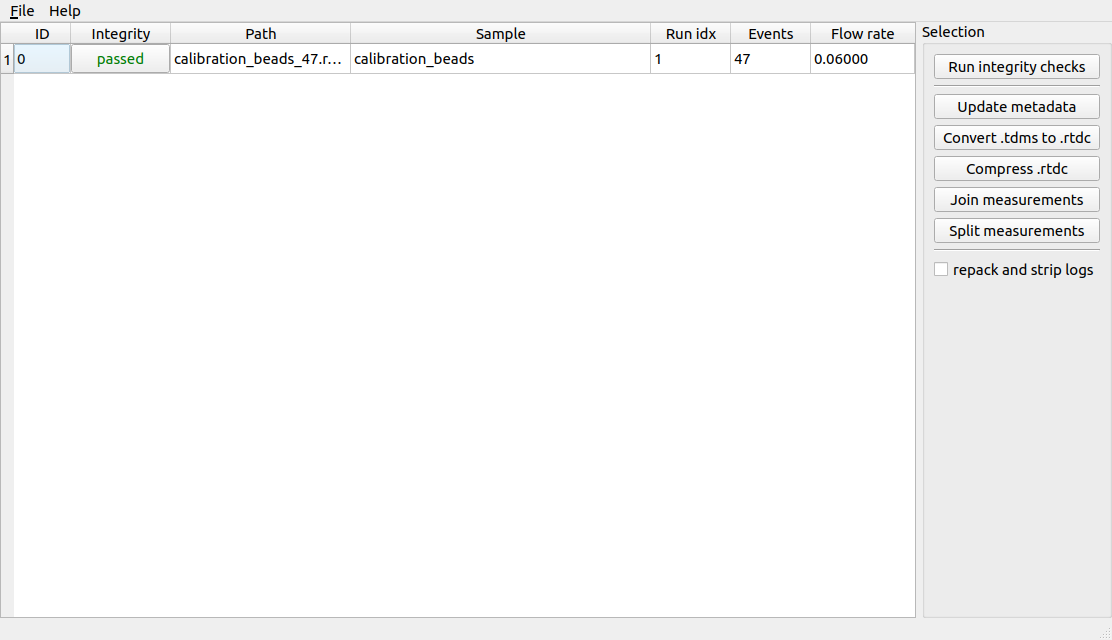 File Help
ID Integrity Path Sample Run idx Events Flow rate
1 0 passed calibration_beads_47.r... calibration_beads 1 47 0.06000
Selection
Run integrity checks
Update metadata
Convert .tdms to .rtdc
Compress .rtdc
Join measurements
Split measurements
repack and strip logs